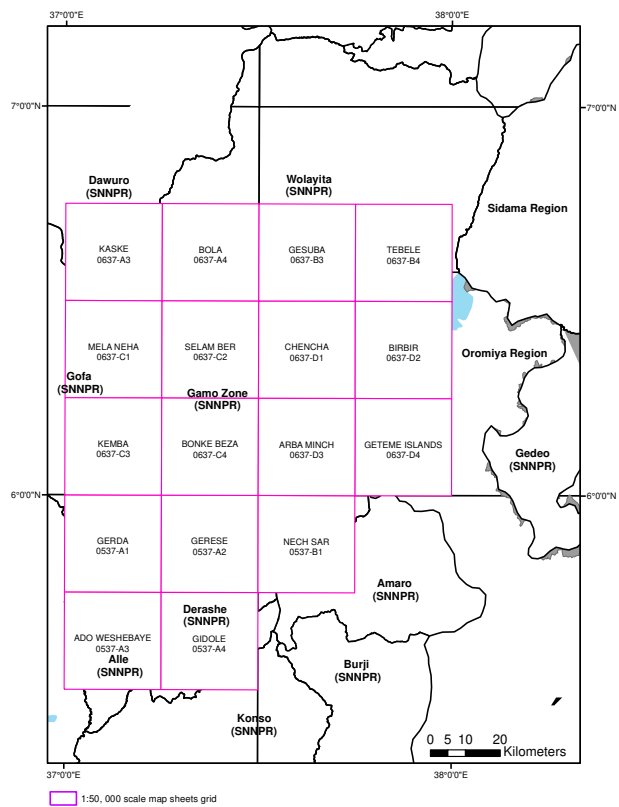 37°0'0"E
38°0'0"E
7°0'0"N
7°0'0"N
Dawuro
(SNNPR)
Wolayita
(SNNPR)
Sidama Region
KASKE
0637-A3
BOLA
0637-A4
GESUBA
0637-B3
TEBELE
0637-B4
MELA NEHA
0637-C1
SELAM BER
0637-C2
CHENCHA
0637-D1
BIRBIR
0637-D2
Oromiya Region
Gofa
(SNNPR)
Gamo Zone
(SNNPR)
KEMBA
0637-C3
BONKE BEZA
0637-C4
ARBA MINCH
0637-D3
GETEME ISLANDS
0637-D4
Gedeo
(SNNPR)
6°0'0"N
6°0'0"N
GERDA
0537-A1
GERESE
0537-A2
NECH SAR
0537-B1
Amaro
(SNNPR)
Derashe
(SNNPR)
ADO WESHEBAYE
0537-A3
GIDOLE
0537-A4
Alle
(SNNPR)
Burji
(SNNPR)
Konso
(SNNPR)
0 5 10 20
Kilometers
37°0'0"E
38°0'0"E
1:50, 000 scale map sheets grid